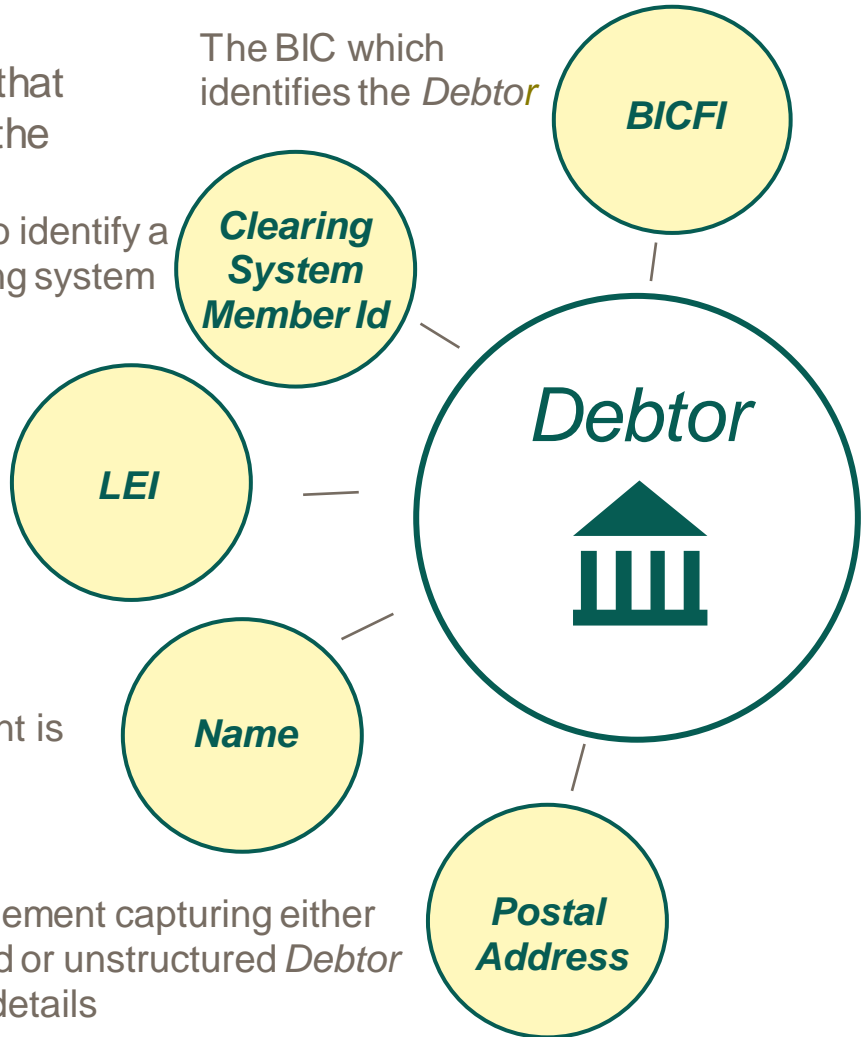 The BIC which
identifies the Debtor
BICFI
that
the
Clearing
System
Member Id
o identify a
ng system
LEI
Debtor
Name
nt is
Postal
Address
ement capturing either
d or unstructured Debtor
details